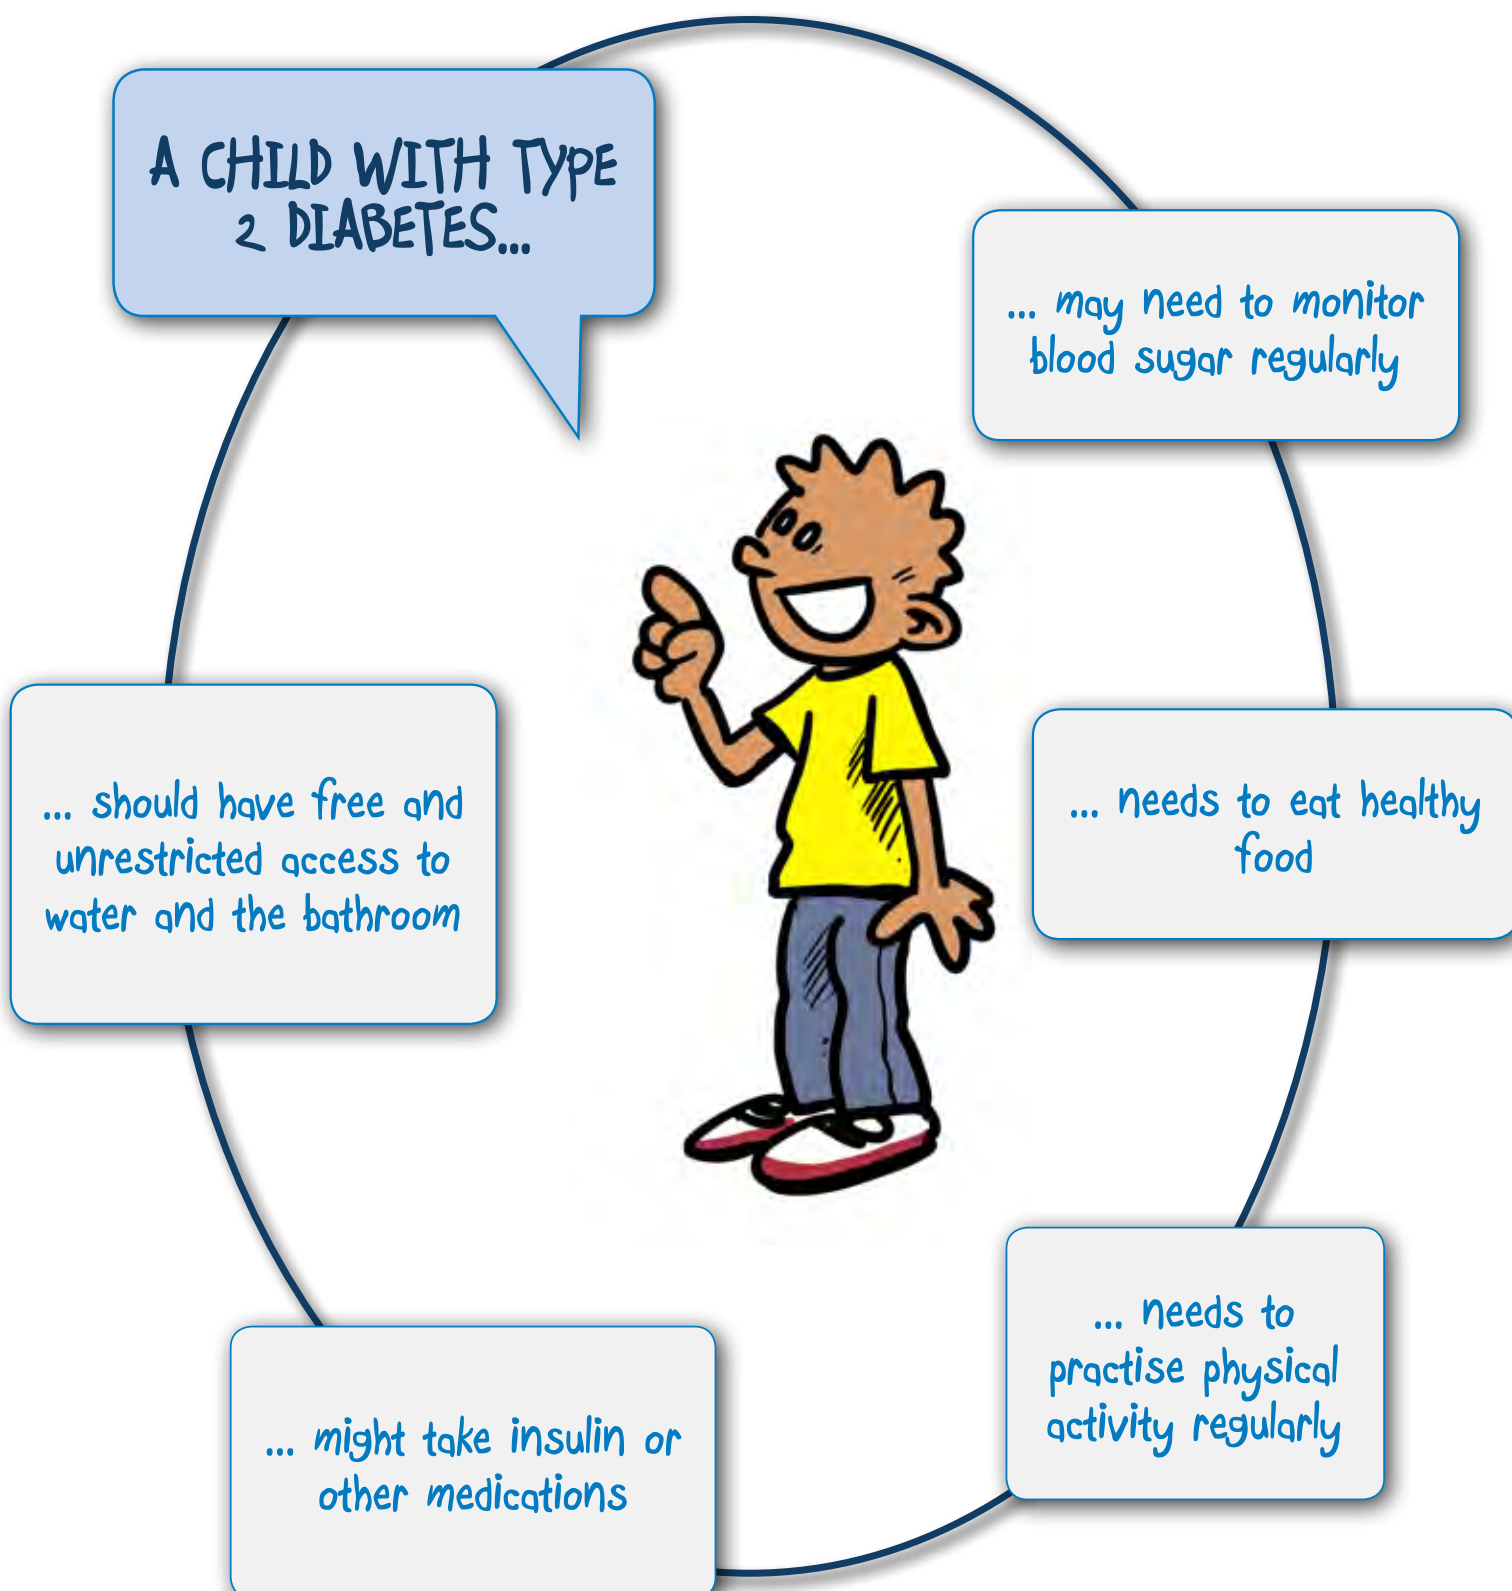 A CHILD WITH TYPE
2 DIABETES...
... may need to monitor
blood sugar regularly
... needs to eat healthy
food
... needs to
practise physical
activity regularly
... might take insulin or
other medications
... should have free and
unrestricted access to
water and the bathroom